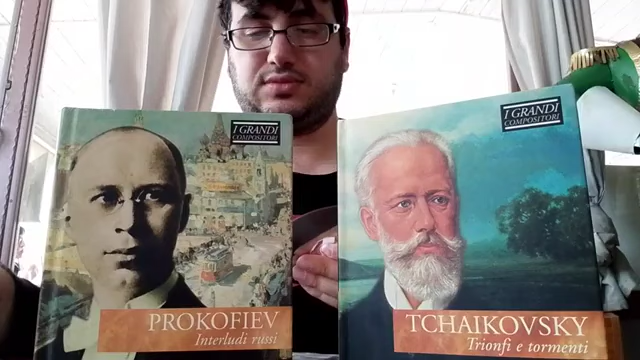 I GRANDI
COMPOSITORI
PROKOFIEV
Interludi russi
I GRANDI
COMPOSITORI
TCHAIKOVSKY
Trionfi e tormenti